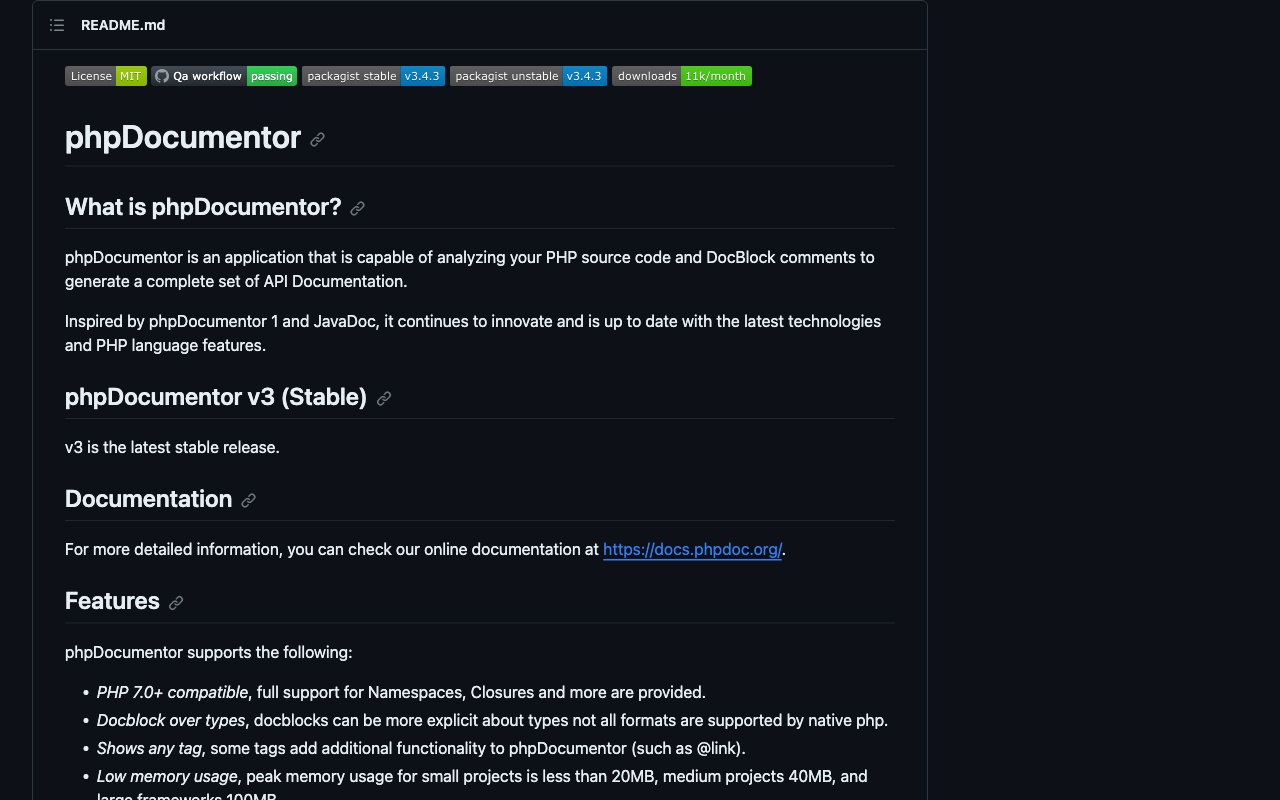 README.md
License MIT Qa workflow passing packagist stable v3.4.3 packagist unstable v3.4.3 downloads 11k/month
phpDocumentor
What is phpDocumentor?
phpDocumentor is an application that is capable of analyzing your PHP source code and DocBlock comments to
generate a complete set of API Documentation.
Inspired by phpDocumentor 1 and JavaDoc, it continues to innovate and is up to date with the latest technologies
and PHP language features.
phpDocumentor v3 (Stable)
v3 is the latest stable release.
Documentation
For more detailed information, you can check our online documentation at https://docs.phpdoc.org/.
Features
phpDocumentor supports the following:
• PHP 7.0+ compatible, full support for Namespaces, Closures and more are provided.
• Docblock over types, docblocks can be more explicit about types not all formats are supported by native php.
• Shows any tag, some tags add additional functionality to phpDocumentor (such as @link).
• Low memory usage, peak memory usage for small projects is less than 20MB, medium projects 40MB, and
large frameworks 100MB.